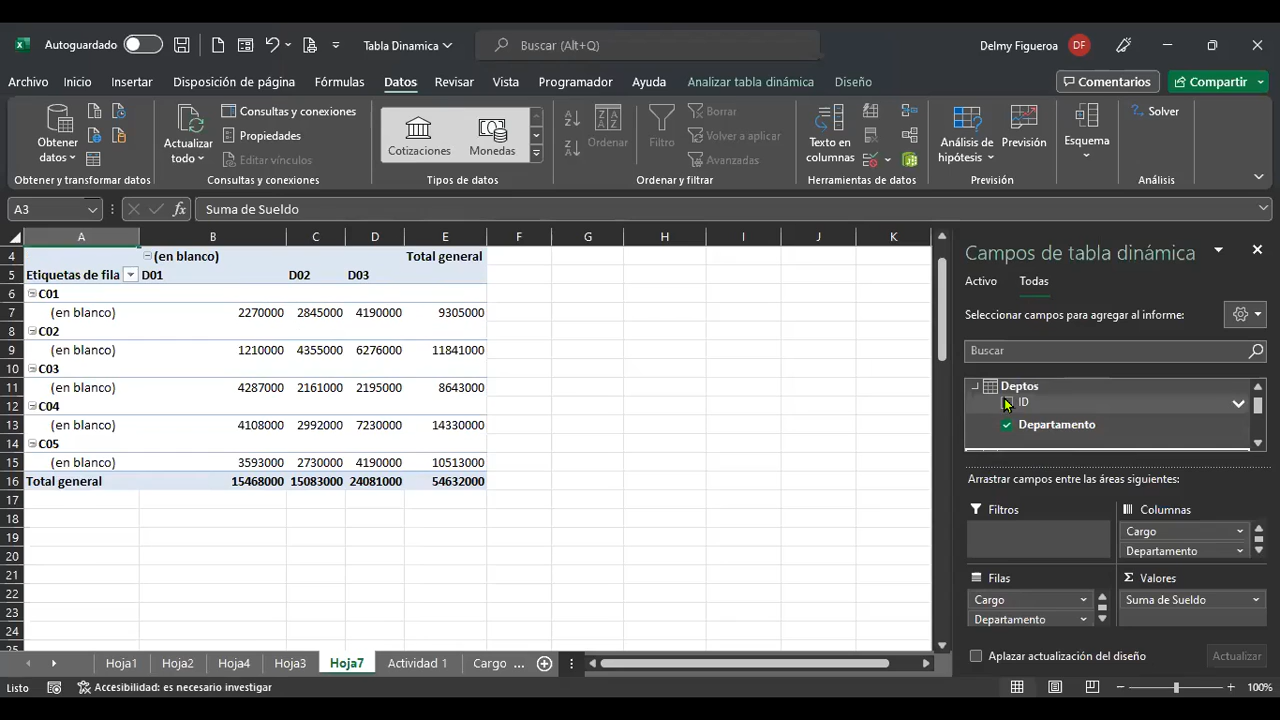 Autoguardado Tabla Dinamica Buscar (Alt+Q) Delmy Figueroa DF
Archivo Inicio Insertar Disposición de página Fórmulas Datos Revisar Vista Programador Ayuda Analizar tabla dinámica Diseño Comentarios Compartir
Obtener datos
Actualizar todo
Consultas y conexiones
Propiedades
Editar vínculos
Cotizaciones Monedas
Ordenar
Filtro
Borrar
Volver a aplicar
Avanzadas
Texto en columnas
Análisis de hipótesis
Previsión
Esquema
Solver
Obtener y transformar datos Consultas y conexiones Tipos de datos Ordenar y filtrar Herramientas de datos Previsión Análisis
A3 fx Suma de Sueldo
A B C D E F G H I J K
4 (en blanco) Total general
5 Etiquetas de fila D01 D02 D03
6 C01
7 (en blanco) 2270000 2845000 4190000 9305000
8 C02
9 (en blanco) 1210000 4355000 6276000 11841000
10 C03
11 (en blanco) 4287000 2161000 2195000 8643000
12 C04
13 (en blanco) 4108000 2992000 7230000 14330000
14 C05
15 (en blanco) 3593000 2730000 4190000 10513000
16 Total general 15468000 15083000 24081000 54632000
17
18
19
20
21
22
23
24
Campos de tabla dinámica
Activo Todas
Seleccionar campos para agregar al informe:
Buscar
Deptos
ID
Departamento
Arrastrar campos entre las áreas siguientes:
Filtros
Columnas
Cargo
Departamento
Filas
Cargo
Departamento
Σ Valores
Suma de Sueldo
Aplazar actualización del diseño Actualizar
Hoja1 Hoja2 Hoja4 Hoja3 Hoja7 Actividad 1 Cargo ...
Listo Accesibilidad: es necesario investigar 100%